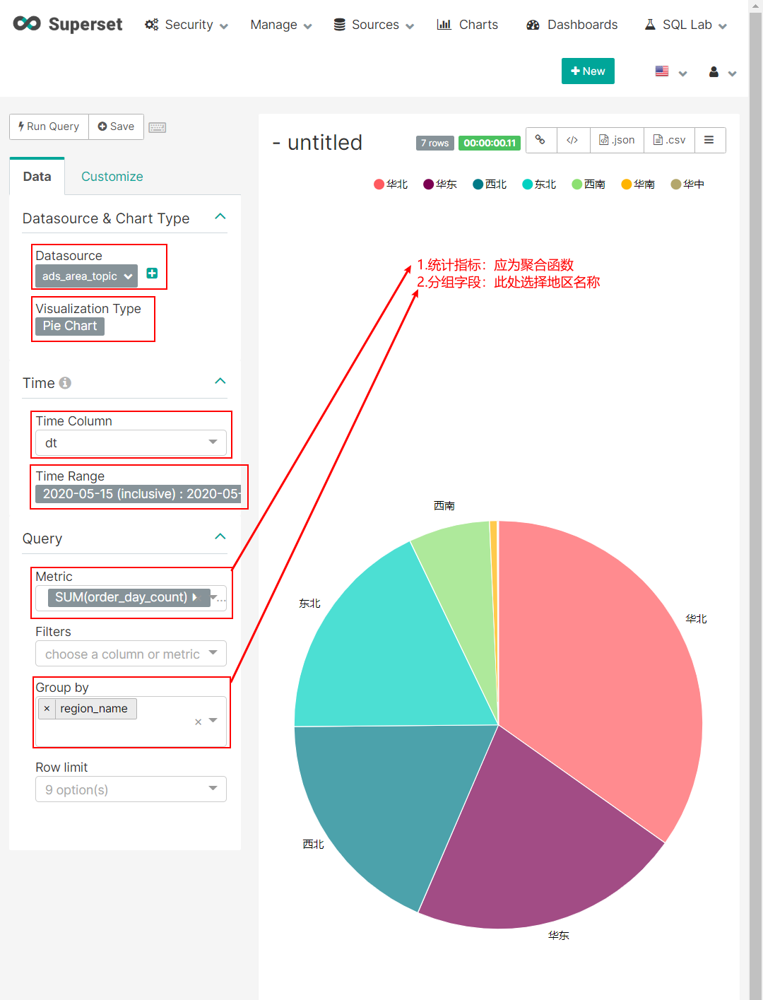 Superset Security Manage Sources Charts Dashboards SQL Lab
New
Run Query Save
- untitled 7 rows 00:00:00.11 </> .json .csv
Data Customize
华北 华东 西北 东北 西南 华南 华中
Datasource & Chart Type
Datasource
ads_area_topic
Visualization Type
Pie Chart
1.统计指标：应为聚合函数
2.分组字段：此处选择地区名称
Time
Time Column
dt
Time Range
2020-05-15 (inclusive) : 2020-05-
Query
Metric
SUM(order_day_count) ...
Filters
choose a column or metric
Group by
× region_name
×
Row limit
9 option(s)
西南
东北
华北
西北
华东